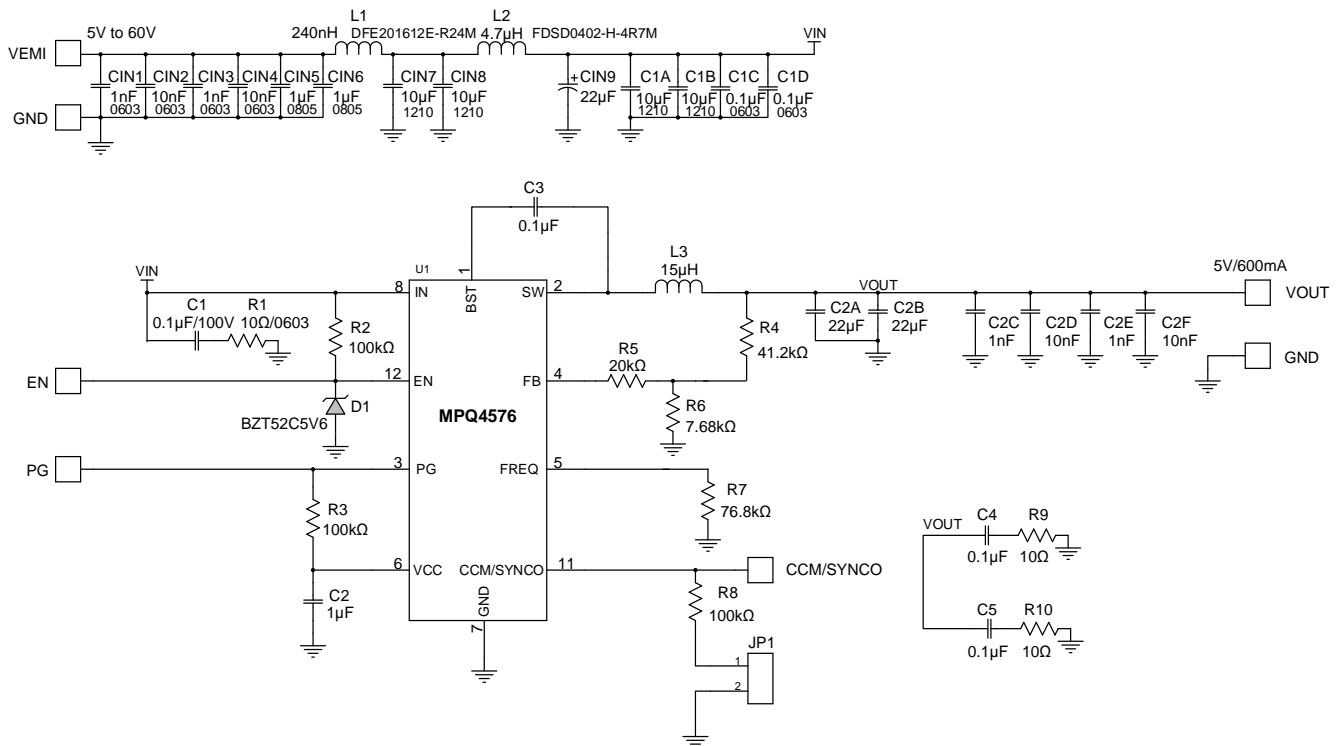 L1
L2
5V to 60V
240nH
DFE201612E-R24M
4.7µH
FDSD0402-H-4R7M
VIN
VEMI
GND
CIN1
1nF
0603
CIN2
10nF
0603
CIN3
1nF
0603
CIN4
10nF
0603
CIN5
1µF
0805
CIN6
1µF
0805
CIN7
10µF
1210
CIN8
10µF
1210
+
CIN9
22µF
C1A
10µF
1210
C1B
10µF
1210
C1C
0.1µF
0603
C1D
0.1µF
0603
C3
0.1µF
L3
15µH
VIN
C1
0.1µF/100V
R1
10Ω/0603
R2
100kΩ
EN
D1
BZT52C5V6
PG
R3
100kΩ
C2
1µF
U1
MPQ4576
8
IN
1
BST
SW
2
12
EN
FB
4
3
PG
FREQ
5
6
VCC
CCM/SYNCO
11
GND
7
VOUT
R4
41.2kΩ
R5
20kΩ
R6
7.68kΩ
R7
76.8kΩ
C2A
22µF
C2B
22µF
C2C
1nF
C2D
10nF
C2E
1nF
C2F
10nF
5V/600mA
VOUT
GND
CCM/SYNCO
R8
100kΩ
JP1
1
2
VOUT
C4
0.1µF
R9
10Ω
C5
0.1µF
R10
10Ω